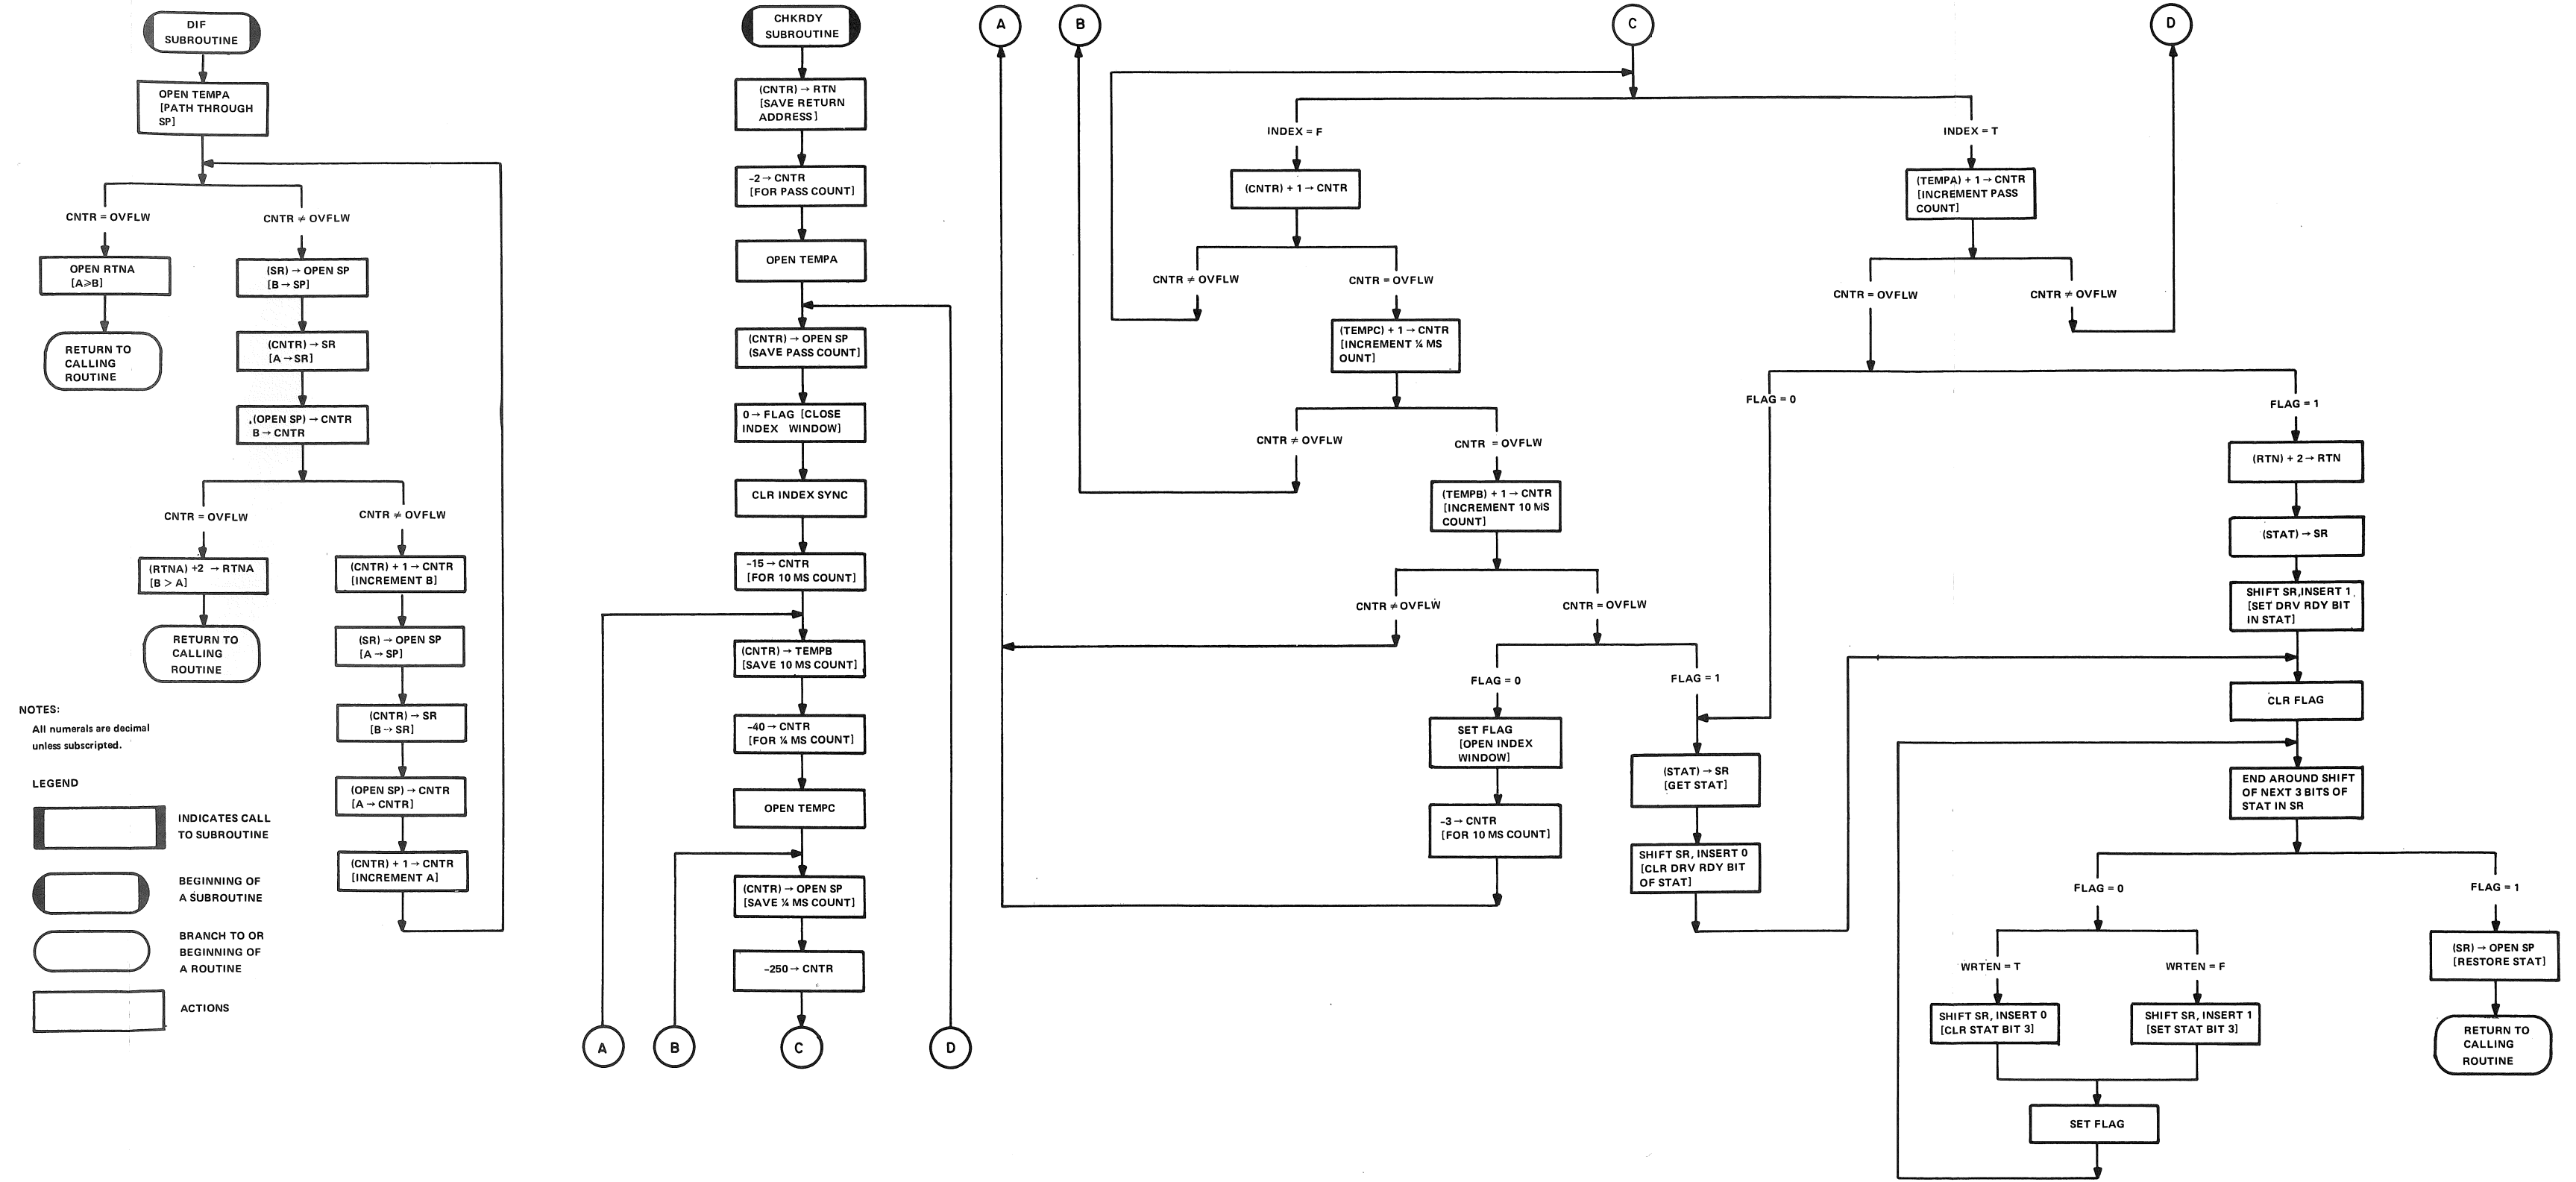 DIF
SUBROUTINE
OPEN TEMPA
[PATH THROUGH
SP]
CNTR = OVFLW
CNTR ≠ OVFLW
OPEN RTNA
[A⩾B]
RETURN TO
CALLING
ROUTINE
(SR) → OPEN SP
[B → SP]
(CNTR) → SR
[A → SR]
(OPEN SP) → CNTR
B → CNTR
CNTR = OVFLW
CNTR ≠ OVFLW
(RTNA) +2 → RTNA
[B > A]
RETURN TO
CALLING
ROUTINE
(CNTR) + 1 → CNTR
[INCREMENT B]
(SR) → OPEN SP
[A → SP]
(CNTR) → SR
[B → SR]
(OPEN SP) → CNTR
[A → CNTR]
(CNTR) + 1 → CNTR
[INCREMENT A]
NOTES:
All numerals are decimal
unless subscripted.
LEGEND
INDICATES CALL
TO SUBROUTINE
BEGINNING OF
A SUBROUTINE
BRANCH TO OR
BEGINNING OF
A ROUTINE
ACTIONS
CHKRDY
SUBROUTINE
(CNTR) → RTN
[SAVE RETURN
ADDRESS]
–2 → CNTR
[FOR PASS COUNT]
OPEN TEMPA
(CNTR) → OPEN SP
(SAVE PASS COUNT]
0 → FLAG [CLOSE
INDEX WINDOW]
CLR INDEX SYNC
–15 → CNTR
[FOR 10 MS COUNT]
(CNTR) → TEMPB
[SAVE 10 MS COUNT]
–40 → CNTR
[FOR ¼ MS COUNT]
OPEN TEMPC
(CNTR) → OPEN SP
[SAVE ¼ MS COUNT]
–250 → CNTR
A
B
C
D
A
B
C
D
INDEX = F
INDEX = T
(CNTR) + 1 → CNTR
CNTR ≠ OVFLW
CNTR = OVFLW
(TEMPC) + 1 → CNTR
[INCREMENT ¼ MS
OUNT]
CNTR ≠ OVFLW
CNTR = OVFLW
(TEMPB) + 1 → CNTR
[INCREMENT 10 MS
COUNT]
CNTR ≠ OVFLW
CNTR = OVFLW
FLAG = 0
FLAG = 1
SET FLAG
[OPEN INDEX
WINDOW]
–3 → CNTR
[FOR 10 MS COUNT]
(STAT) → SR
[GET STAT]
SHIFT SR, INSERT 0
[CLR DRV RDY BIT
OF STAT]
(TEMPA) + 1 → CNTR
[INCREMENT PASS
COUNT]
CNTR = OVFLW
CNTR ≠ OVFLW
FLAG = 0
FLAG = 1
(RTN) + 2 → RTN
(STAT) → SR
SHIFT SR,INSERT 1
[SET DRV RDY BIT
IN STAT]
CLR FLAG
END AROUND SHIFT
OF NEXT 3 BITS OF
STAT IN SR
FLAG = 0
FLAG = 1
WRTEN = T
WRTEN = F
SHIFT SR, INSERT 0
[CLR STAT BIT 3]
SHIFT SR, INSERT 1
[SET STAT BIT 3]
SET FLAG
(SR) → OPEN SP
[RESTORE STAT]
RETURN TO
CALLING
ROUTINE